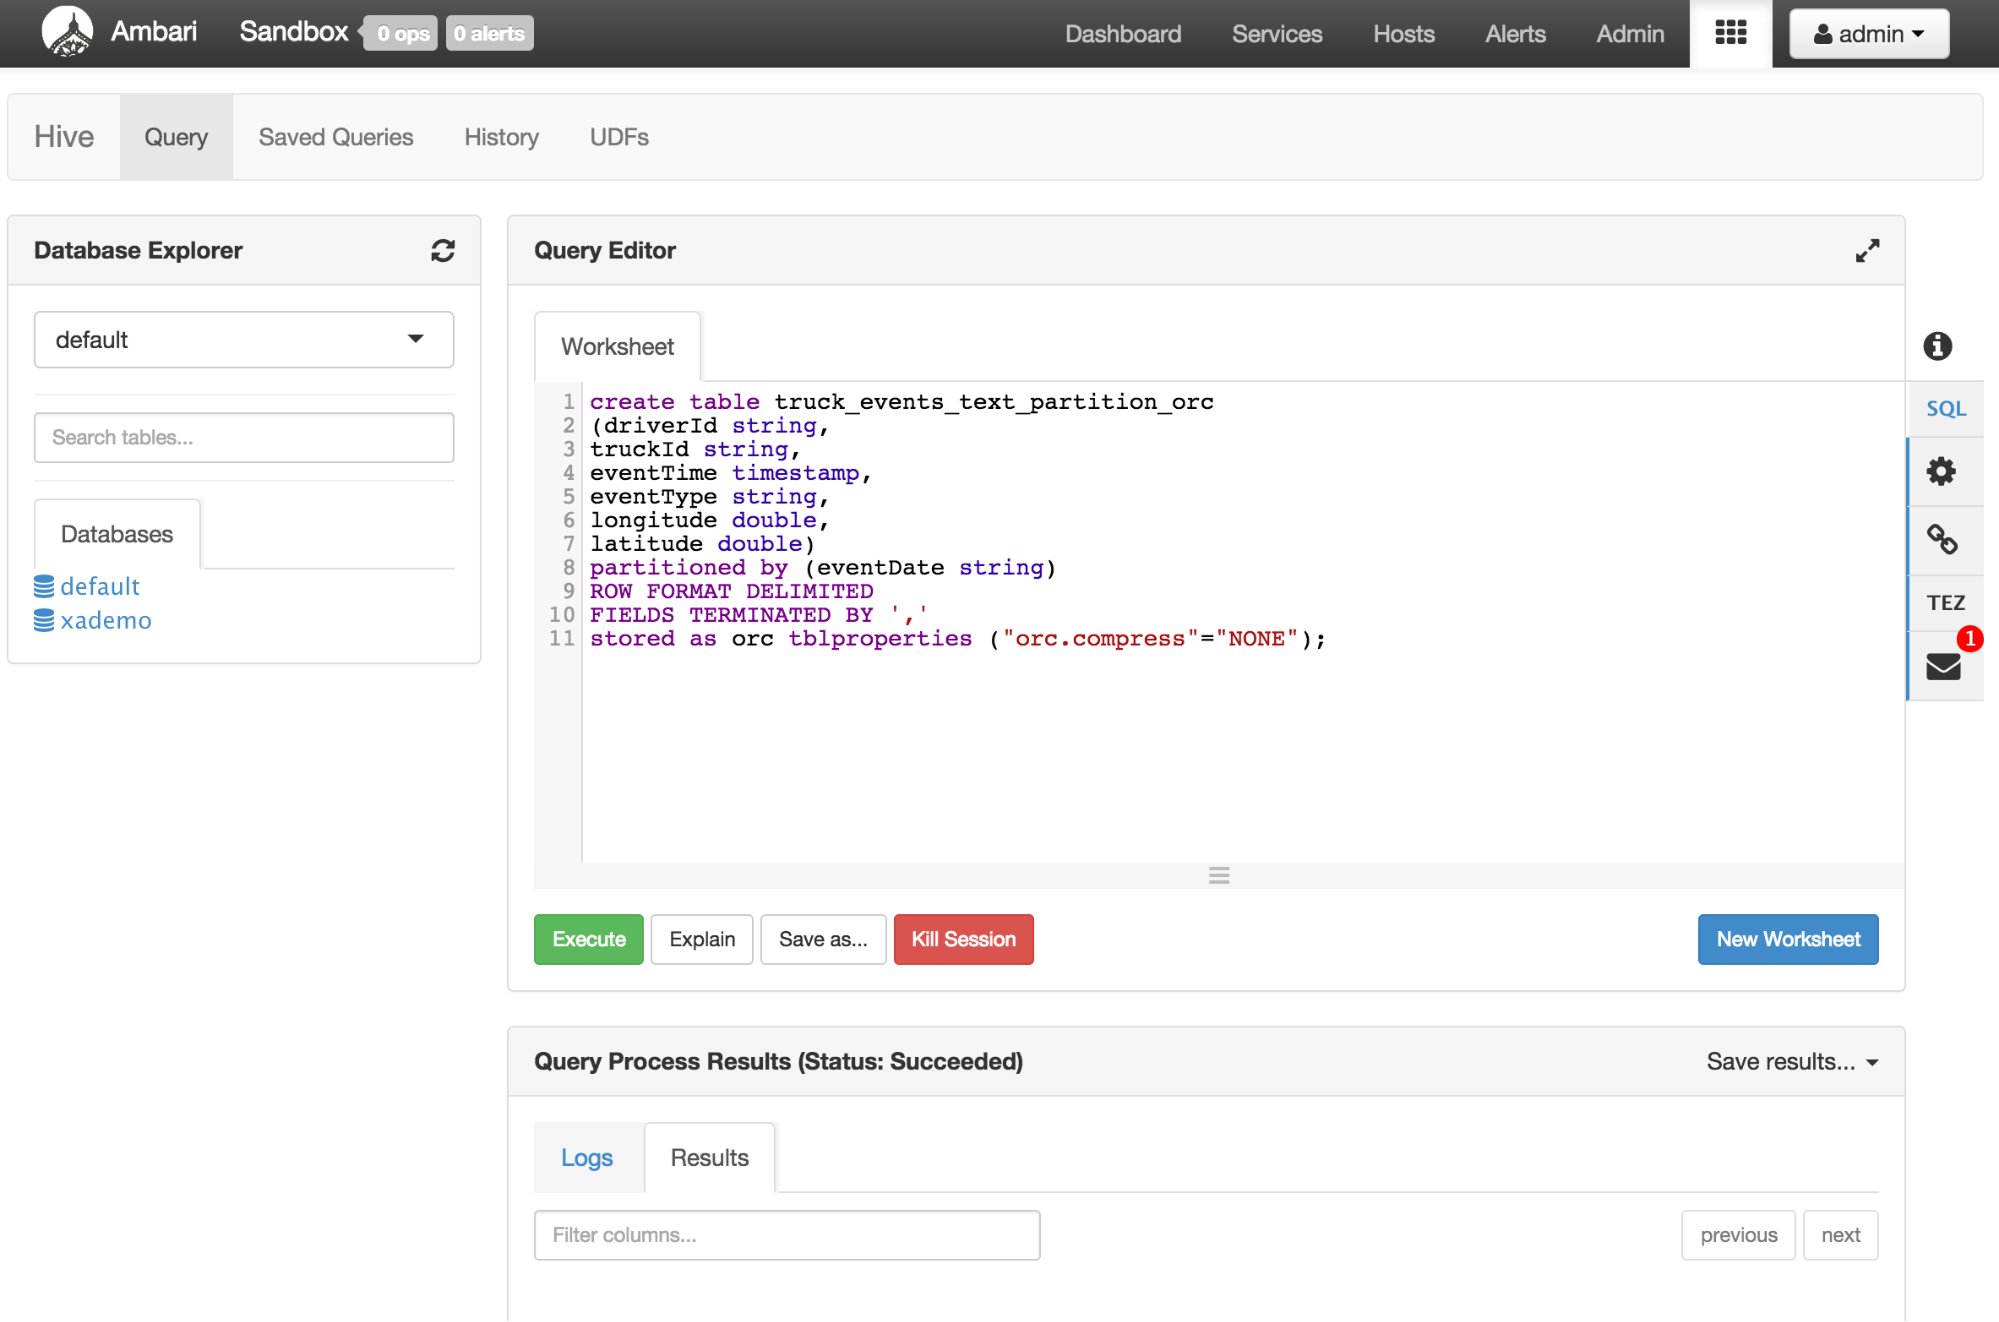 Ambari Sandbox 0 ops 0 alerts Dashboard Services Hosts Alerts Admin admin
Hive Query Saved Queries History UDFs
Database Explorer
default
Search tables...
Databases
default
xademo
Query Editor
Worksheet
1 create table truck_events_text_partition_orc
2 (driverId string,
3 truckId string,
4 eventTime timestamp,
5 eventType string,
6 longitude double,
7 latitude double)
8 partitioned by (eventDate string)
9 ROW FORMAT DELIMITED
10 FIELDS TERMINATED BY ','
11 stored as orc tblproperties ("orc.compress"="NONE");
SQL
TEZ
1
Execute Explain Save as... Kill Session New Worksheet
Query Process Results (Status: Succeeded) Save results...
Logs Results
Filter columns... previous next